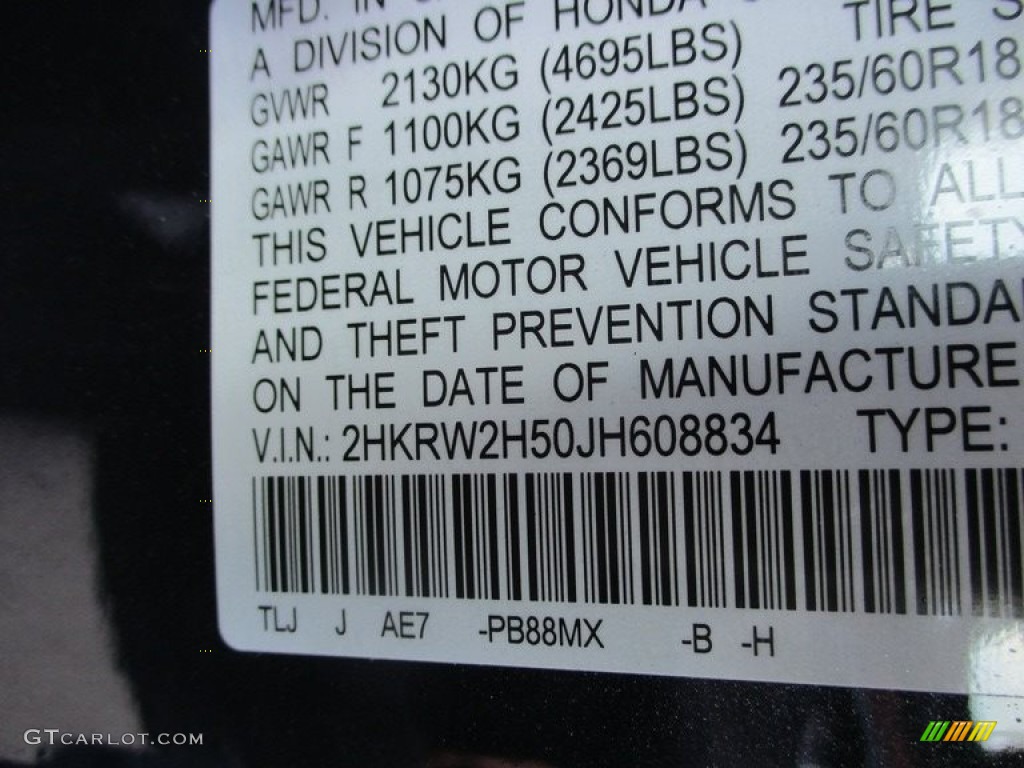 MFD. IN
A DIVISION OF HONDA
TIRE S
GVWR 2130KG (4695LBS)
GAWR F 1100KG (2425LBS) 235/60R18
GAWR R 1075KG (2369LBS) 235/60R18
THIS VEHICLE CONFORMS TO ALL
FEDERAL MOTOR VEHICLE SAFETY
AND THEFT PREVENTION STANDA
ON THE DATE OF MANUFACTURE
V.I.N.: 2HKRW2H50JH608834 TYPE:
TLJ J AE7 -PB88MX -B -H
GTCARLOT.COM